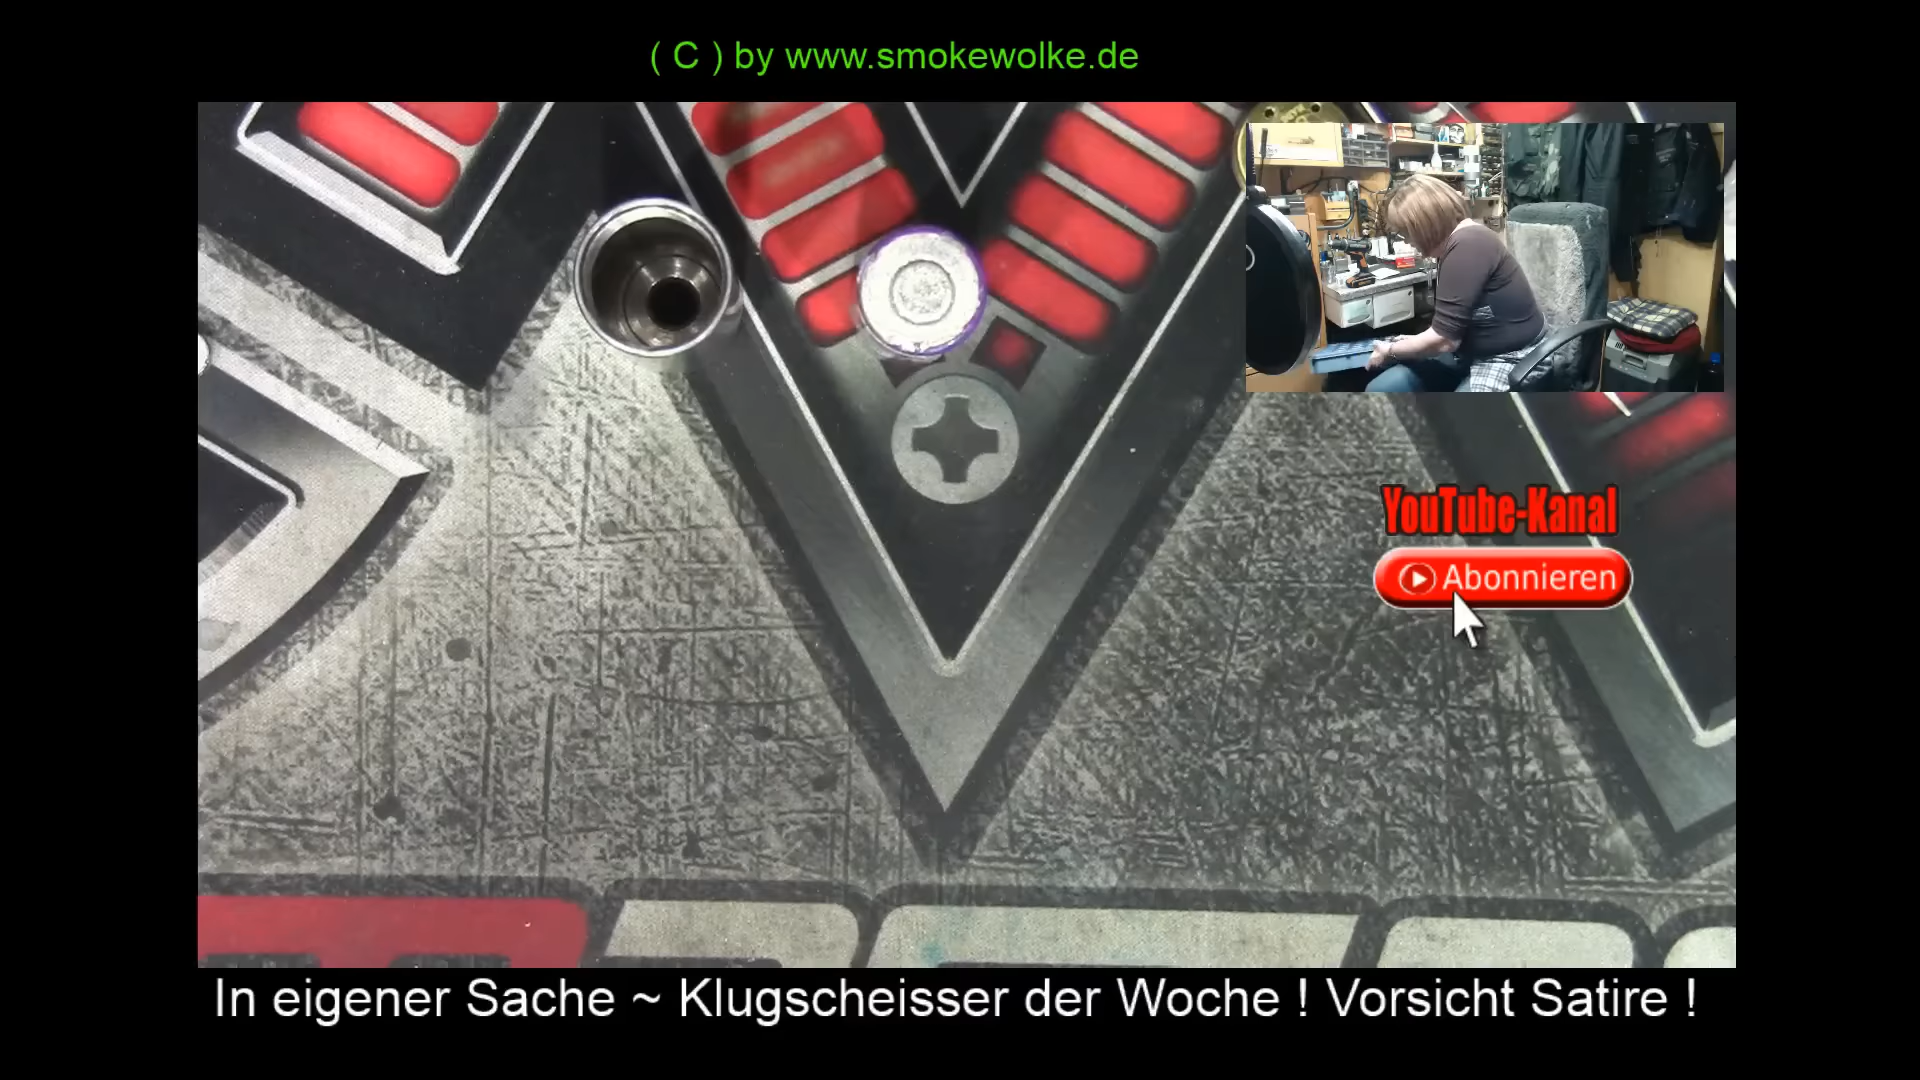 ( C ) by www.smokewolke.de
YouTube-Kanal
Abonnieren
In eigener Sache ~ Klugscheisser der Woche ! Vorsicht Satire !